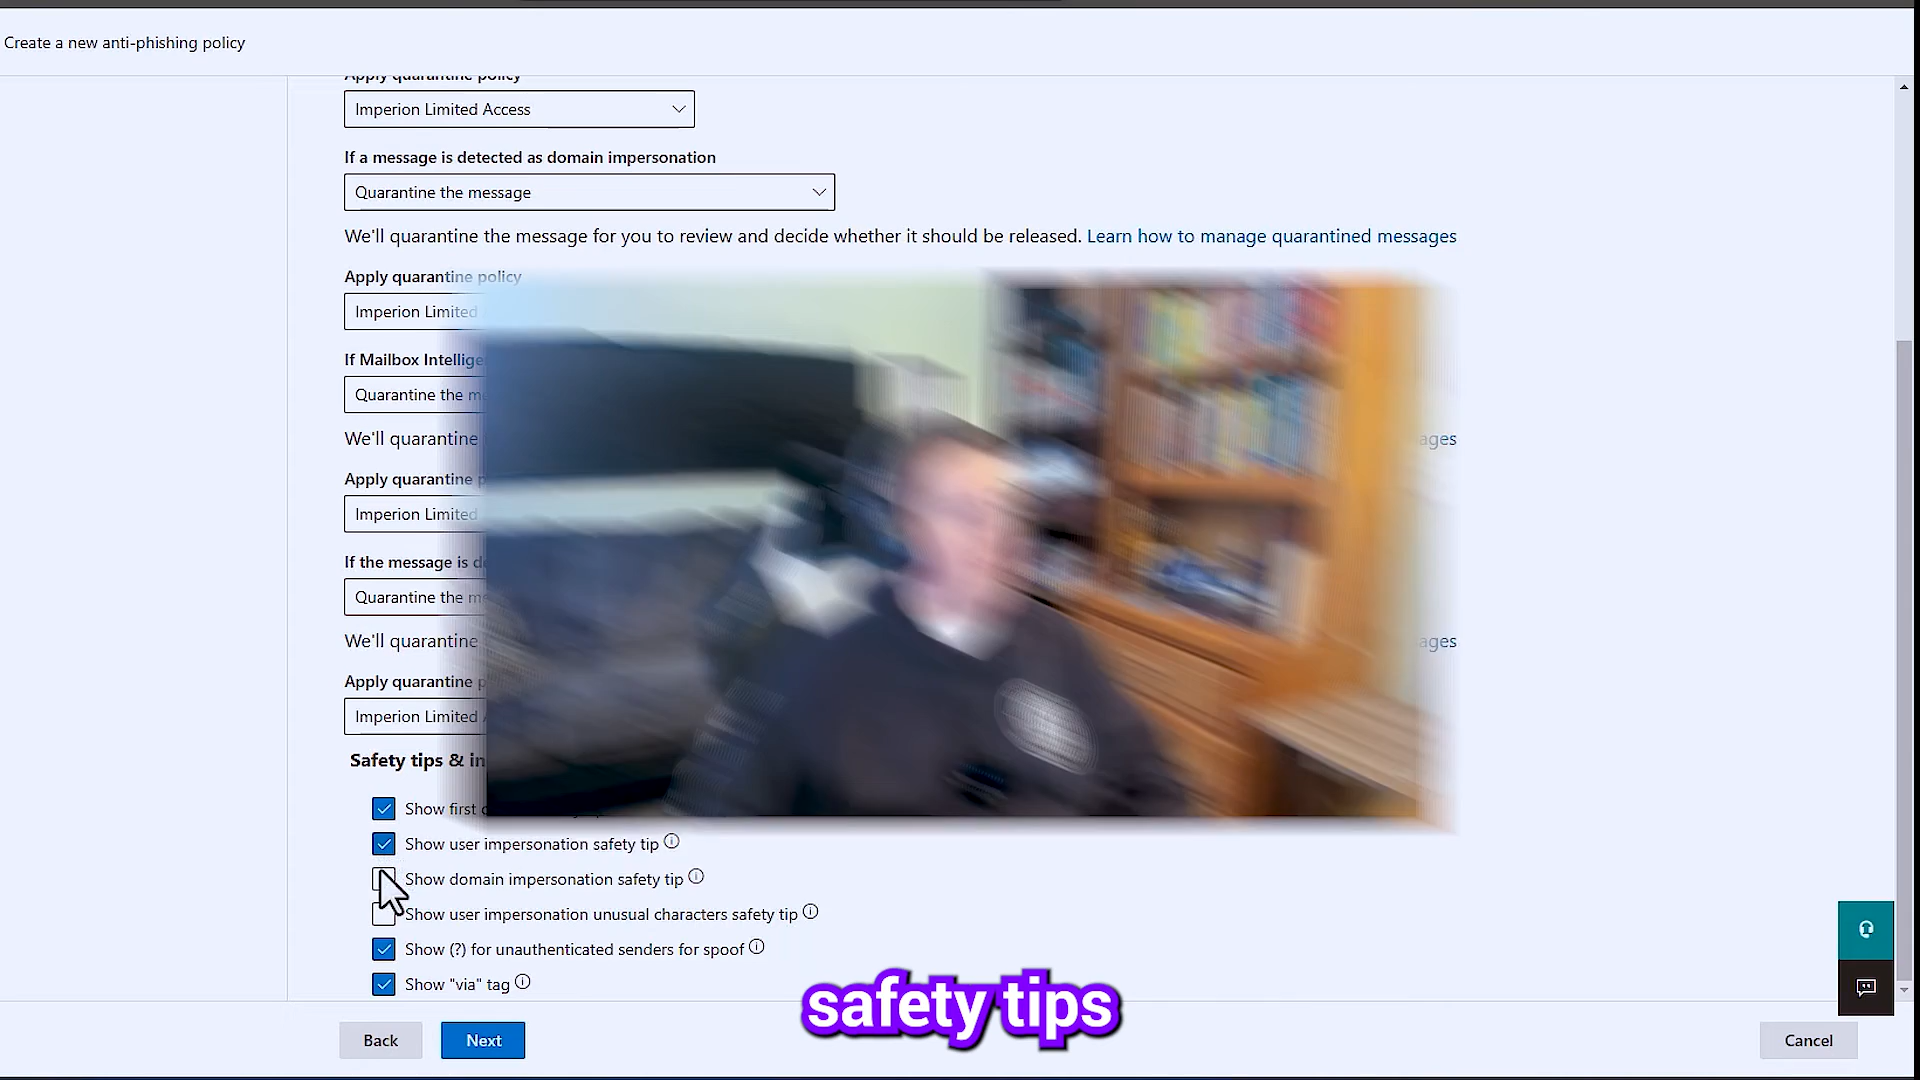 Create a new anti-phishing policy
Apply quarantine policy
Imperion Limited Access
If a message is detected as domain impersonation
Quarantine the message
We'll quarantine the message for you to review and decide whether it should be released. Learn how to manage quarantined messages
Apply quarantine policy
Imperion Limited
If Mailbox
Quarantine the
We'll quarantine
Apply quarantine
Imperion Limited
If the message is
Quarantine the
We'll quarantine
Apply quarantine
Imperion Limited
Safety tips &
Show first
Show user impersonation safety tip
Show domain impersonation safety tip
Show user impersonation unusual characters safety tip
Show (?) for unauthenticated senders for spoof
Show "via" tag
safety tips
Back
Next
Cancel